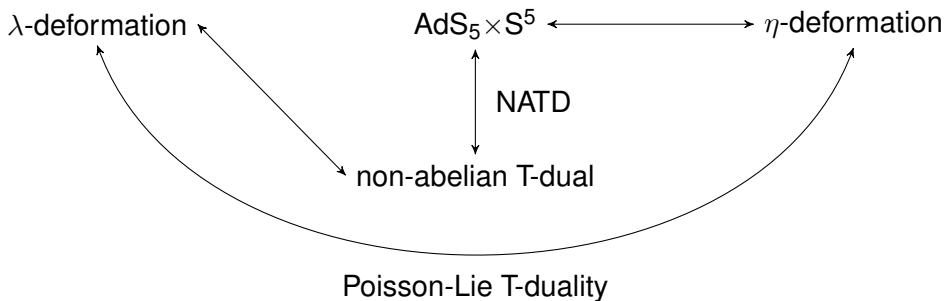 λ-deformation
AdS₅×S⁵
η-deformation
NATD
non-abelian T-dual
Poisson-Lie T-duality